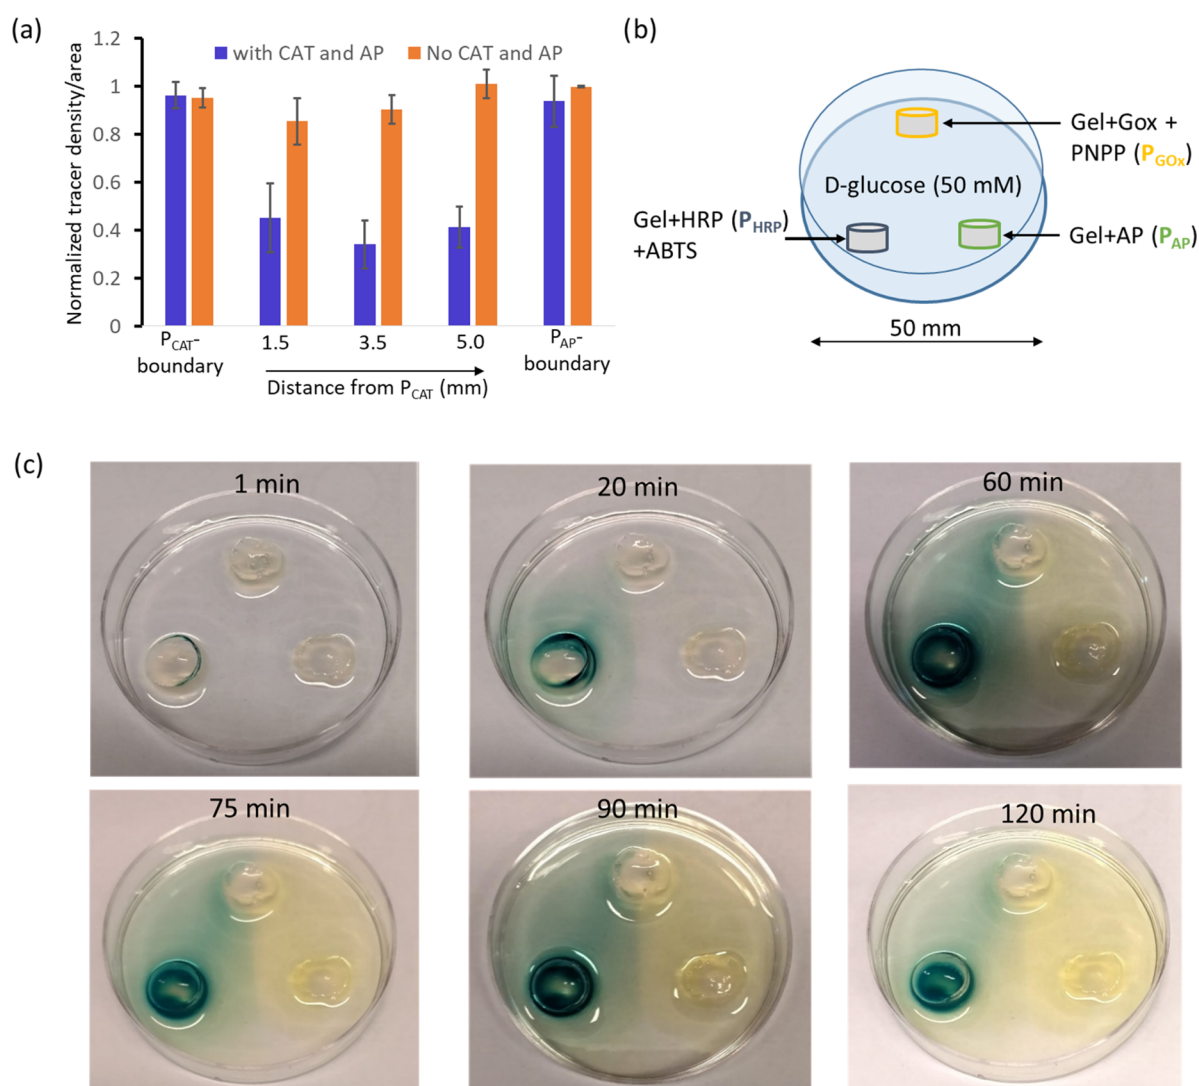 (a)
1.2
1
0.8
0.6
0.4
0.2
0
Normalized tracer density/area
with CAT and AP
No CAT and AP
PCAT-
boundary
1.5
3.5
5.0
PAP-
boundary
Distance from PCAT (mm)
(b)
Gel+Gox +
PNPP (PGOx)
D-glucose (50 mM)
Gel+HRP (PHRP)
+ABTS
Gel+AP (PAP)
50 mm
(c)
1 min
20 min
60 min
75 min
90 min
120 min